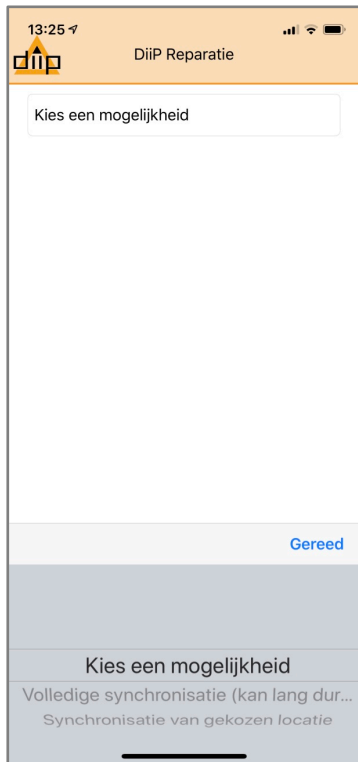 13:25
diip
DiiP Reparatie
Kies een mogelijkheid
Gereed
Kies een mogelijkheid
Volledige synchronisatie (kan lang dur...
Synchronisatie van gekozen locatie